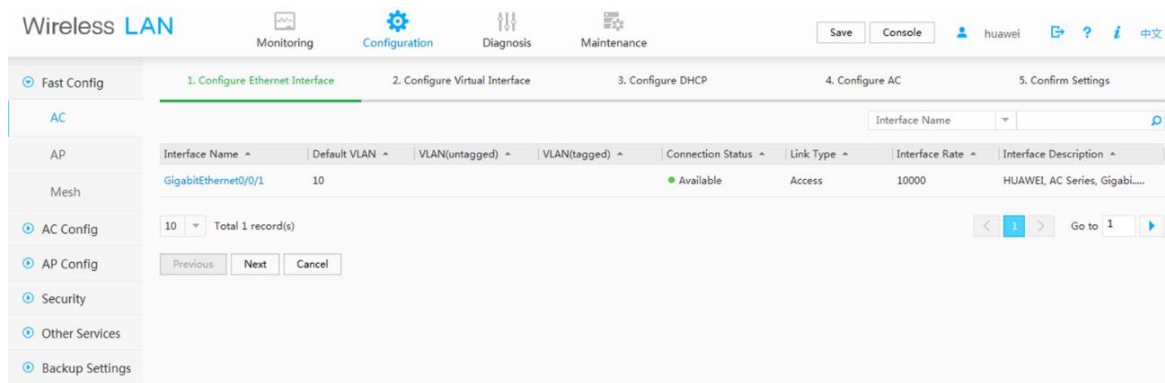 Wireless LAN
Monitoring Configuration Diagnosis Maintenance
Save Console huawei ? i 中文
Fast Config
AC
AP
Mesh
AC Config
AP Config
Security
Other Services
Backup Settings
1. Configure Ethernet Interface 2. Configure Virtual Interface 3. Configure DHCP 4. Configure AC 5. Confirm Settings
Interface Name
Interface Name Default VLAN VLAN(untagged) VLAN(tagged) Connection Status Link Type Interface Rate Interface Description
GigabitEthernet0/0/1 10 Available Access 10000 HUAWEI, AC Series, Gigabi.....
10 Total 1 record(s) < 1 > Go to 1
Previous Next Cancel